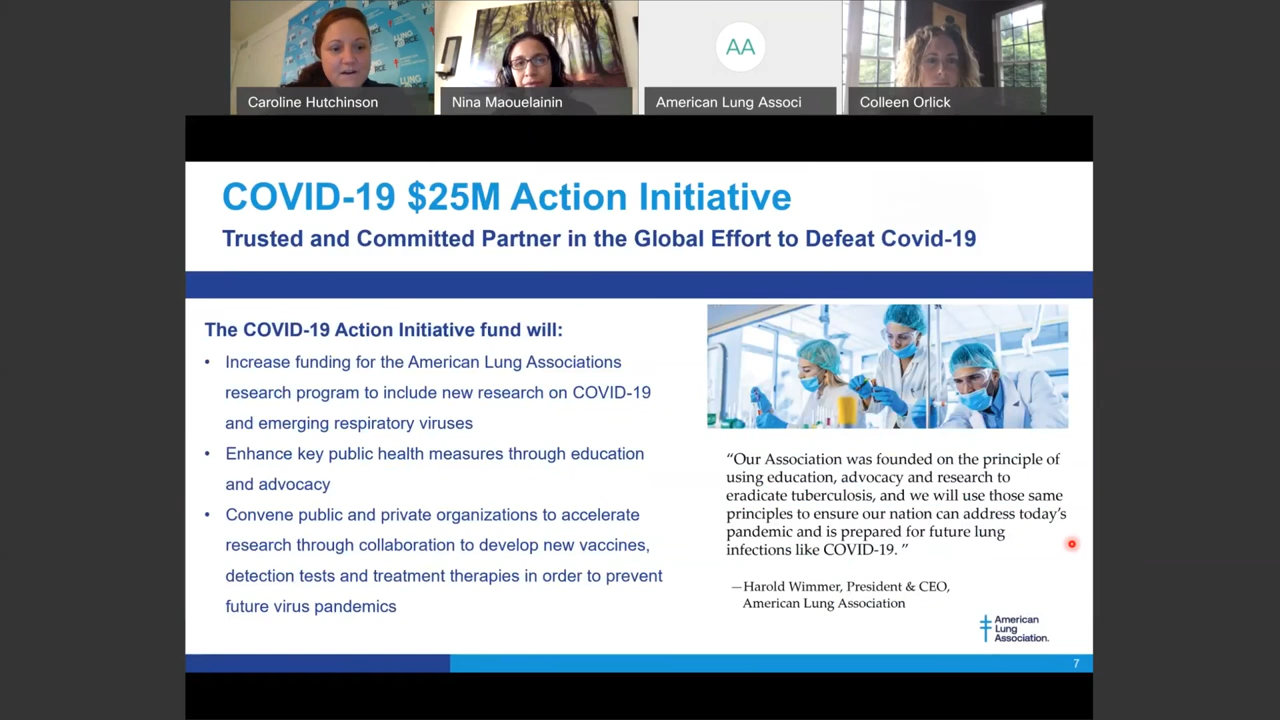 LUNG FORCE
LUNG
Caroline Hutchinson
Nina Maouelainin
AA
American Lung Associ
Colleen Orlick
COVID-19 $25M Action Initiative
Trusted and Committed Partner in the Global Effort to Defeat Covid-19
The COVID-19 Action Initiative fund will:
• Increase funding for the American Lung Associations
research program to include new research on COVID-19
and emerging respiratory viruses
• Enhance key public health measures through education
and advocacy
• Convene public and private organizations to accelerate
research through collaboration to develop new vaccines,
detection tests and treatment therapies in order to prevent
future virus pandemics
“Our Association was founded on the principle of
using education, advocacy and research to
eradicate tuberculosis, and we will use those same
principles to ensure our nation can address today’s
pandemic and is prepared for future lung
infections like COVID-19. ”
—Harold Wimmer, President & CEO,
American Lung Association
American
Lung
Association.
7